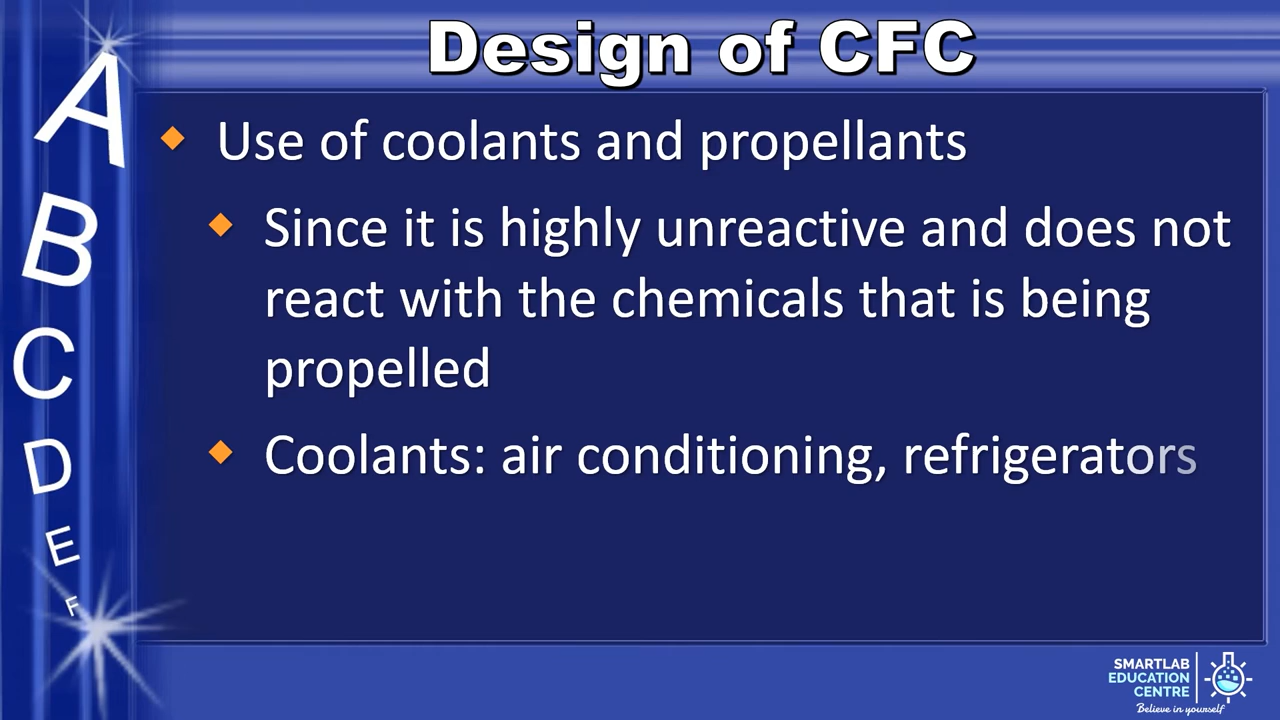 Design of CFC
Use of coolants and propellants
Since it is highly unreactive and does not
react with the chemicals that is being
propelled
Coolants: air conditioning, refrigerators
A
B
C
D
E
F
SMARTLAB
EDUCATION
CENTRE
Believe in yourself